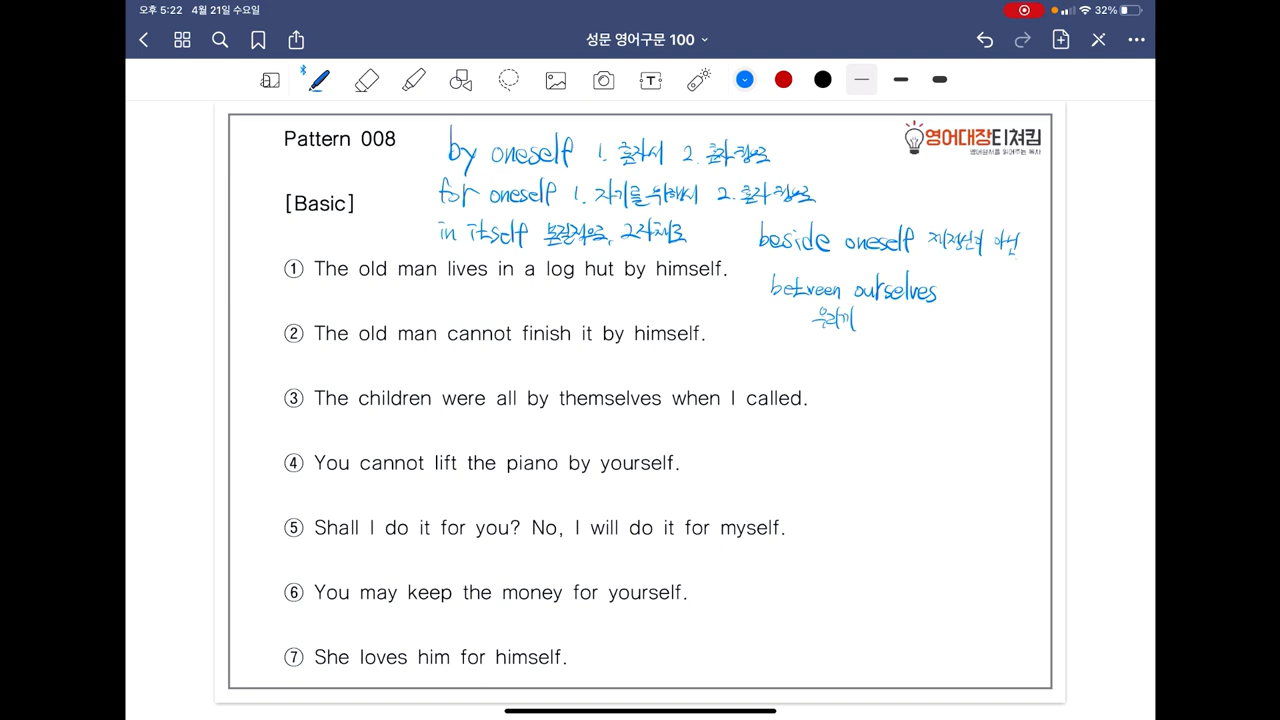 오후 5:22 4월 21일 수요일
32%
성문 영어구문 100
Pattern 008
영어대장티쳐킴
by oneself 1. 혼자서 2. 혼자 힘으로
for oneself 1. 자기를 위해서 2. 혼자 힘으로
[Basic]
in itself 본질적으로, 그 자체로
beside oneself 제정신이 아닌
① The old man lives in a log hut by himself.
between ourselves
우리끼리
② The old man cannot finish it by himself.
③ The children were all by themselves when I called.
④ You cannot lift the piano by yourself.
⑤ Shall I do it for you? No, I will do it for myself.
⑥ You may keep the money for yourself.
⑦ She loves him for himself.